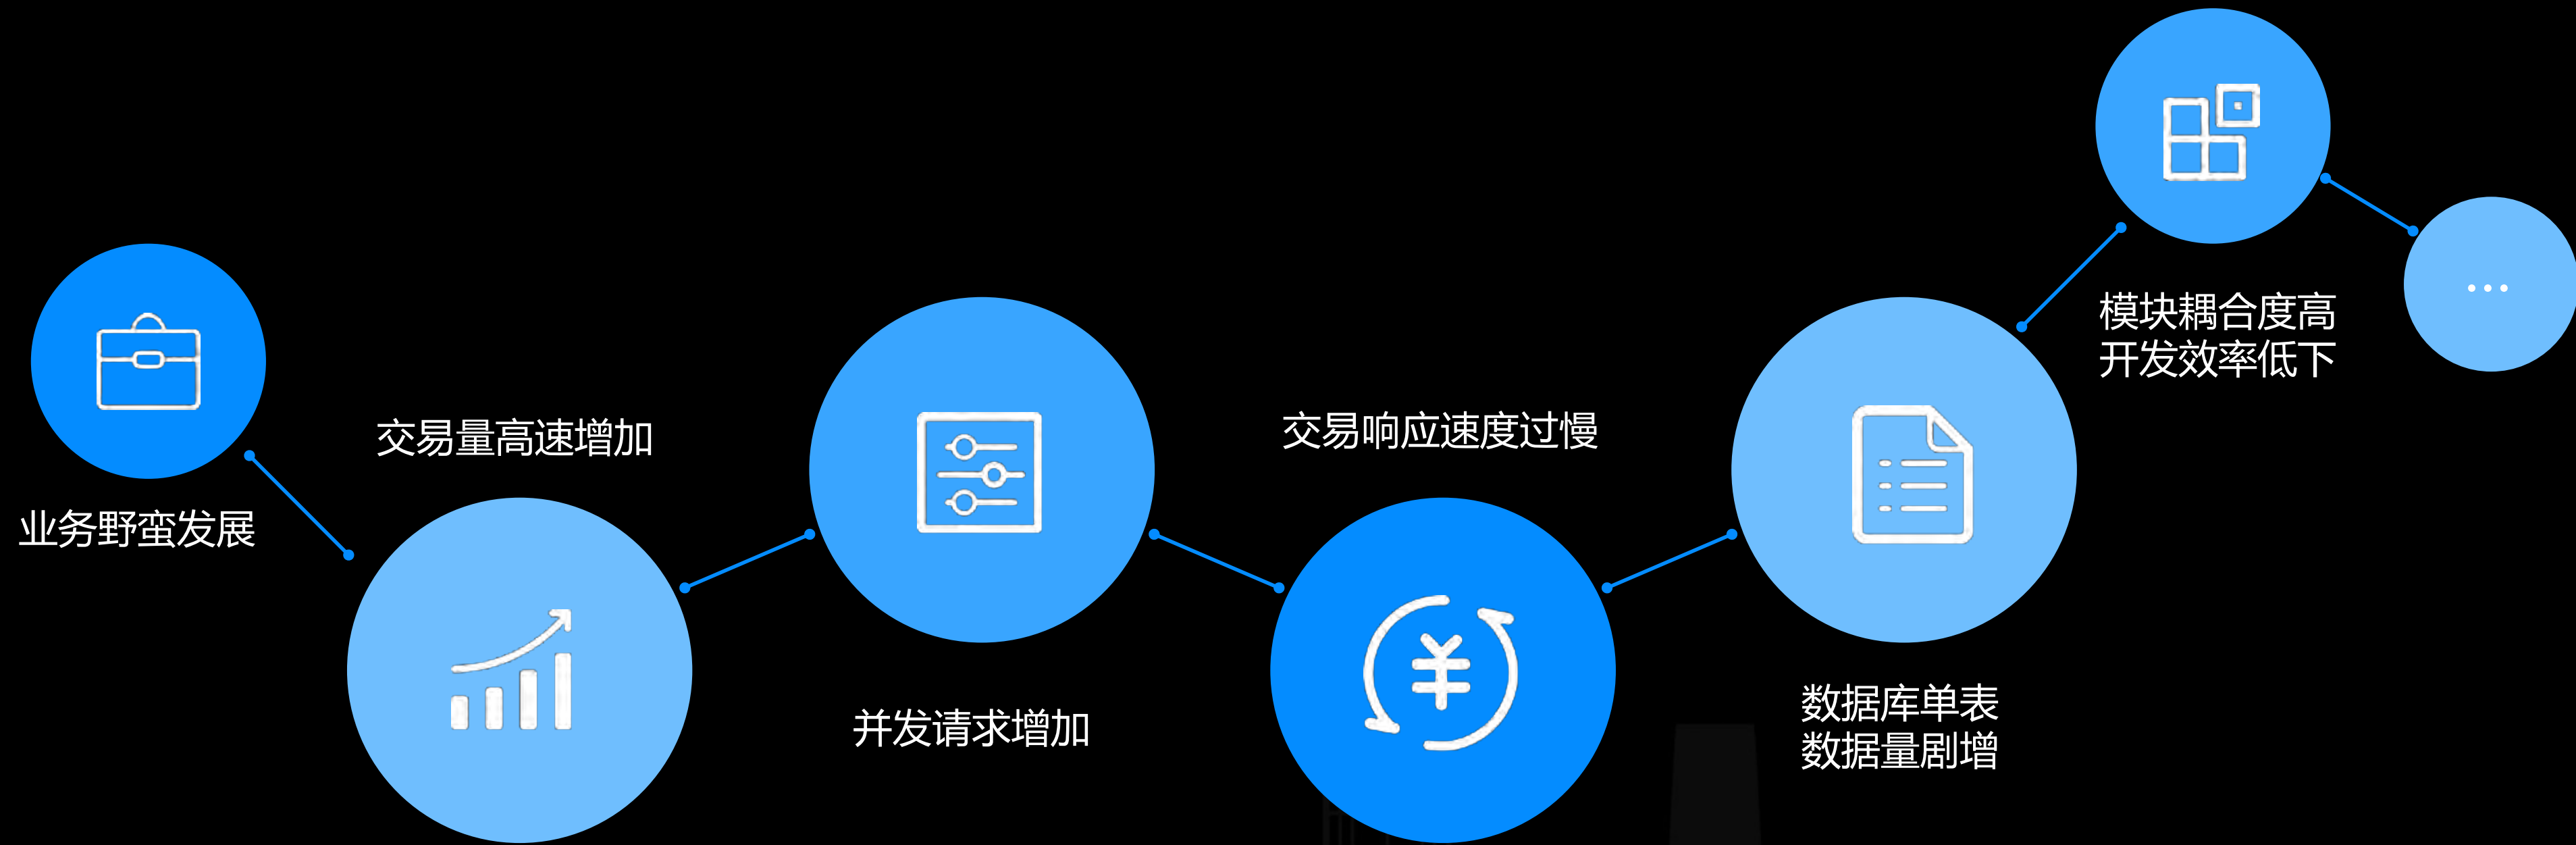 业务野蛮发展
交易量高速增加
并发请求增加
交易响应速度过慢
数据库单表
数据量剧增
模块耦合度高
开发效率低下
...